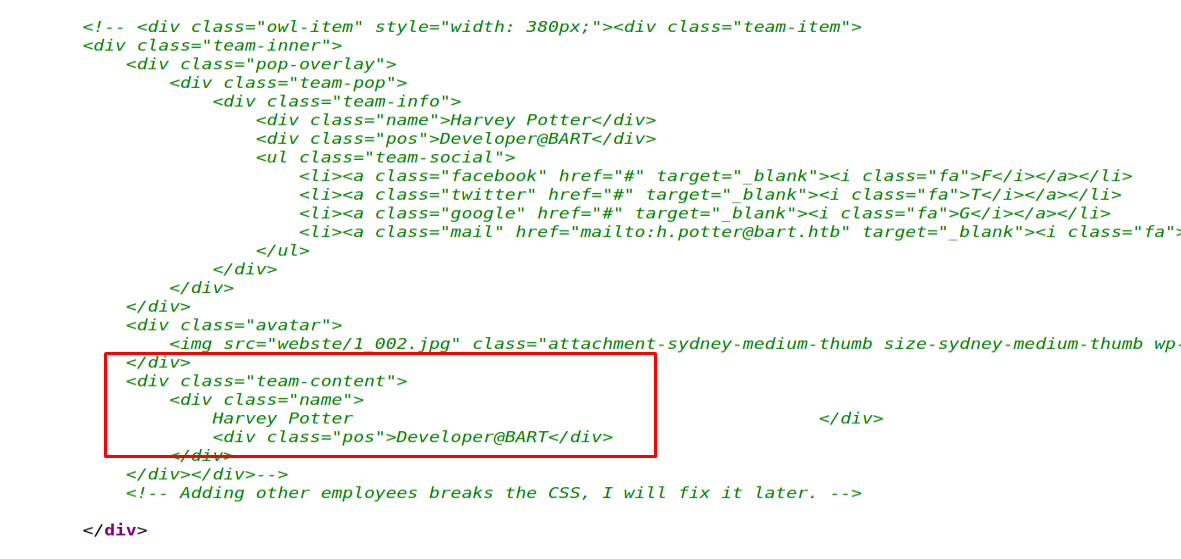 <!-- <div class="owl-item" style="width: 380px;"><div class="team-item">
<div class="team-inner">
<div class="pop-overlay">
<div class="team-pop">
<div class="team-info">
<div class="name">Harvey Potter</div>
<div class="pos">Developer@BART</div>
<ul class="team-social">
<li><a class="facebook" href="#" target="_blank"><i class="fa">F</i></a></li>
<li><a class="twitter" href="#" target="_blank"><i class="fa">T</i></a></li>
<li><a class="google" href="#" target="_blank"><i class="fa">G</i></a></li>
<li><a class="mail" href="mailto:h.potter@bart.htb" target="_blank"><i class="fa">
</ul>
</div>
</div>
</div>
<div class="avatar">
<img src="webste/1_002.jpg" class="attachment-sydney-medium-thumb size-sydney-medium-thumb wp-
</div>
<div class="team-content">
<div class="name">
Harvey Potter </div>
<div class="pos">Developer@BART</div>
</div>
</div></div>-->
<!-- Adding other employees breaks the CSS, I will fix it later. -->
</div>